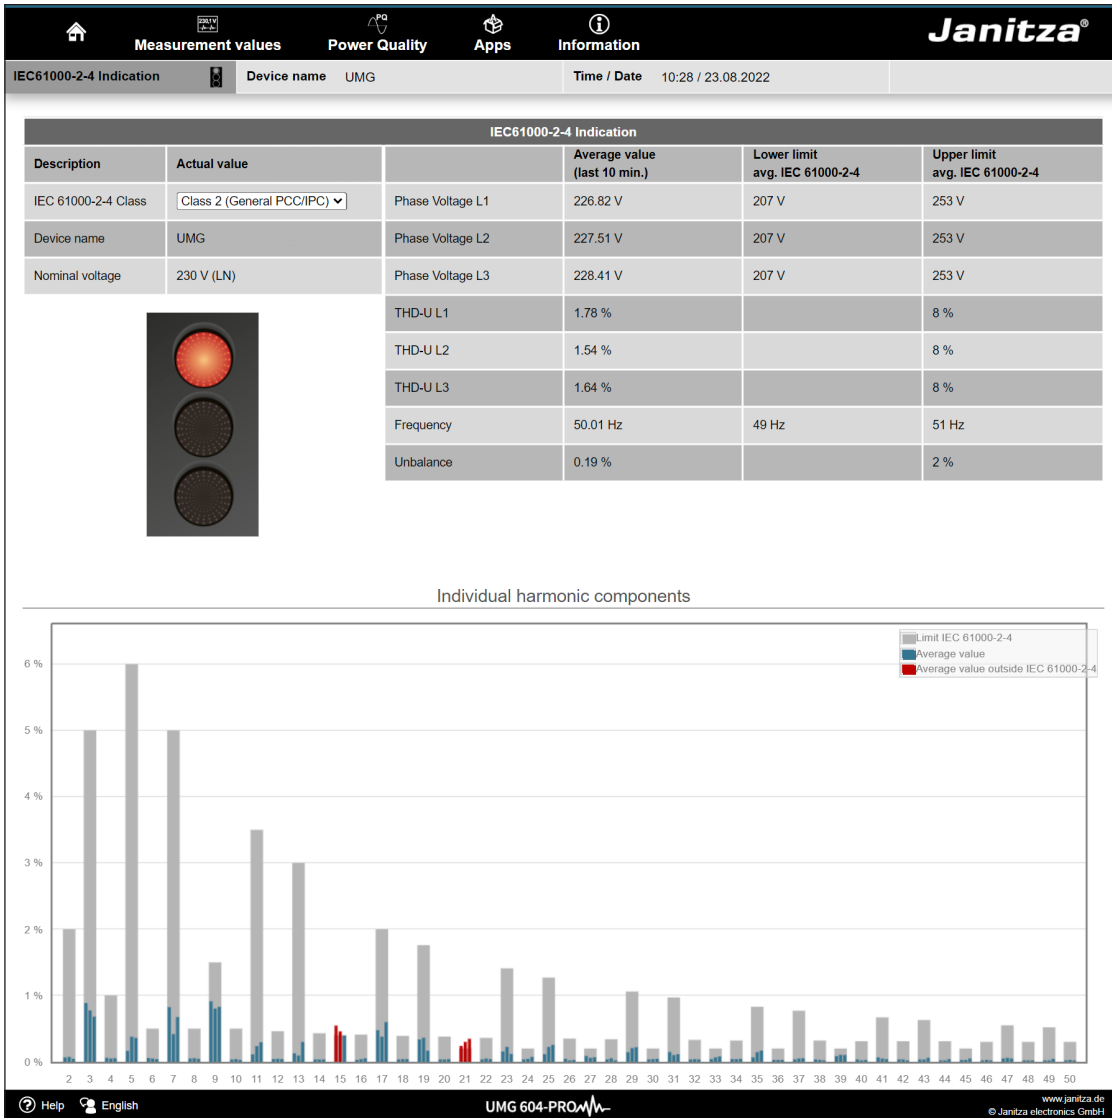 230,1 V
PQ
Measurement values Power Quality Apps Information
Janitza®
IEC61000-2-4 Indication Device name UMG Time / Date 10:28 / 23.08.2022
IEC61000-2-4 Indication
Description Actual value Average value (last 10 min.) Lower limit avg. IEC 61000-2-4 Upper limit avg. IEC 61000-2-4
IEC 61000-2-4 Class Class 2 (General PCC/IPC) Phase Voltage L1 226.82 V 207 V 253 V
Device name UMG Phase Voltage L2 227.51 V 207 V 253 V
Nominal voltage 230 V (LN) Phase Voltage L3 228.41 V 207 V 253 V
THD-U L1 1.78 % 8 %
THD-U L2 1.54 % 8 %
THD-U L3 1.64 % 8 %
Frequency 50.01 Hz 49 Hz 51 Hz
Unbalance 0.19 % 2 %
Individual harmonic components
Limit IEC 61000-2-4
Average value
Average value outside IEC 61000-2-4
6 %
5 %
4 %
3 %
2 %
1 %
0 %
2 3 4 5 6 7 8 9 10 11 12 13 14 15 16 17 18 19 20 21 22 23 24 25 26 27 28 29 30 31 32 33 34 35 36 37 38 39 40 41 42 43 44 45 46 47 48 49 50
Help English UMG 604-PRO www.janitza.de
© Janitza electronics GmbH